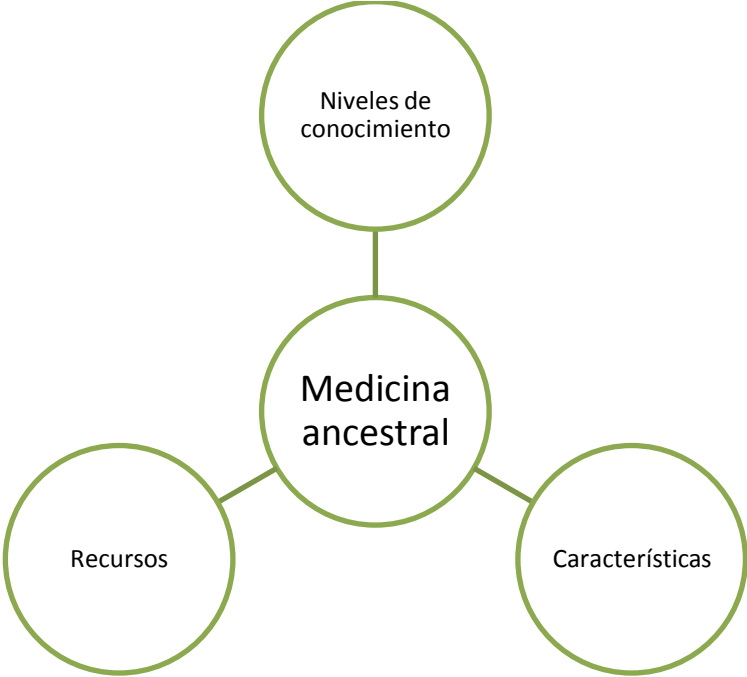 Niveles de
conocimiento
Medicina
ancestral
Recursos
Características